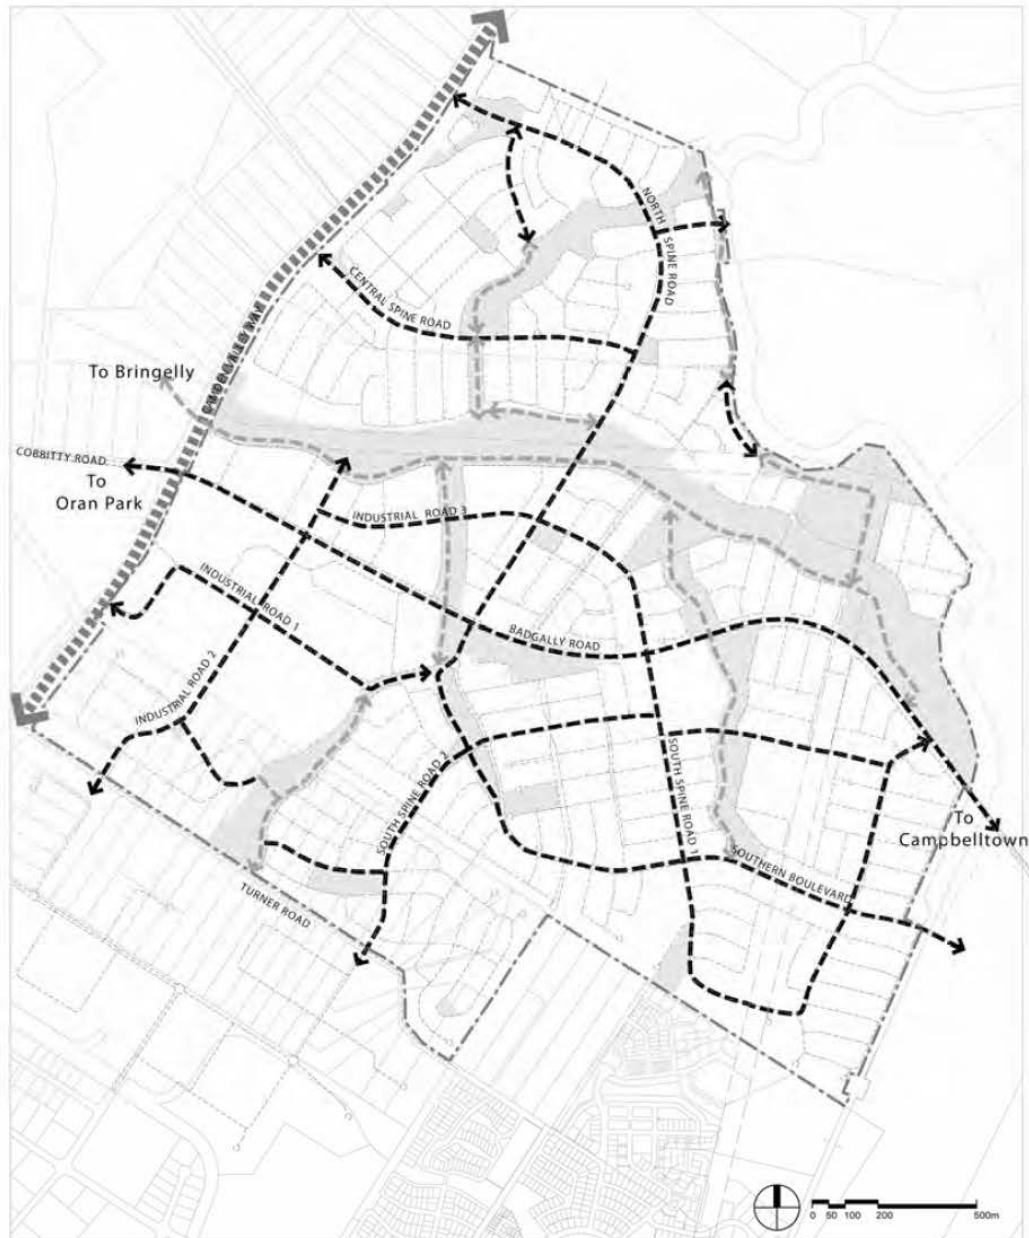 NORTH SPINE ROAD
CENTRAL SPINE ROAD
To Bringelly
COBBITTY ROAD
To
Oran Park
INDUSTRIAL ROAD 3
INDUSTRIAL ROAD 1
BADGALLY ROAD
INDUSTRIAL ROAD 2
SOUTH SPINE ROAD 2
SOUTH SPINE ROAD 1
To
Campbelltown
SOUTHERN BOULEVARD
TURNER ROAD
0 50 100 200 500m